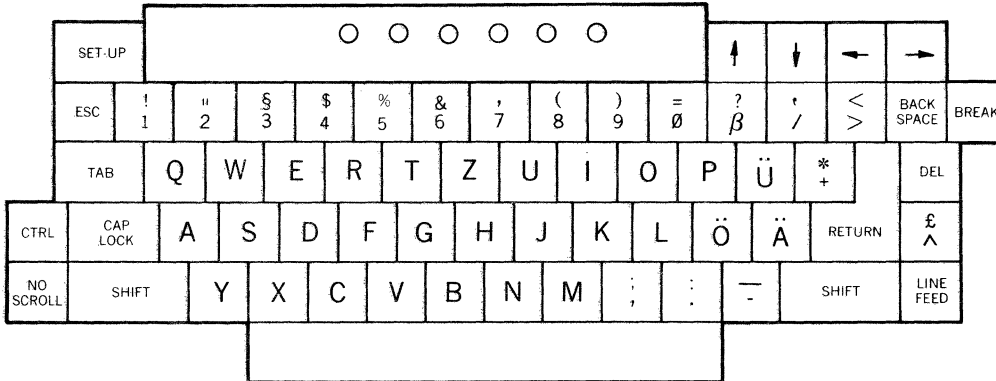 SET-UP ↑ ↓ ← →
ESC ! 1 " 2 § 3 $ 4 % 5 & 6 ' 7 ( 8 ) 9 = Ø ? β ' / < > BACK SPACE BREAK
TAB Q W E R T Z U I O P Ü * + DEL
CTRL CAP LOCK A S D F G H J K L Ö Ä RETURN £ ^
NO SCROLL SHIFT Y X C V B N M ; , : . — - SHIFT LINE FEED